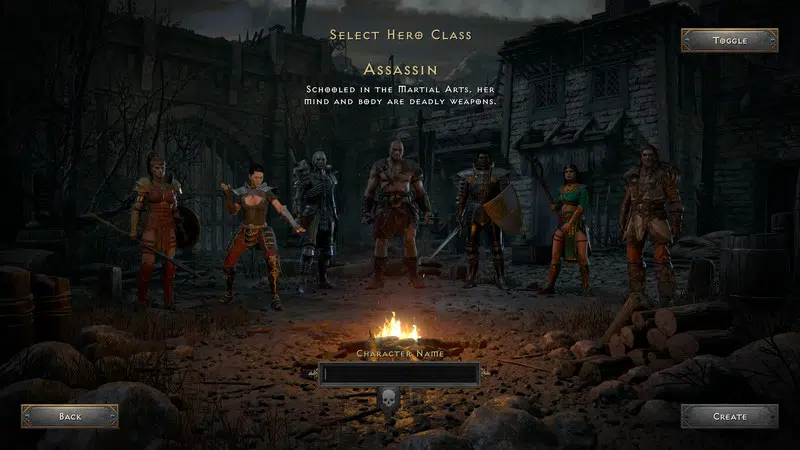 Select Hero Class
Toggle
Assassin
Schooled in the Martial Arts, her
mind and body are deadly weapons.
Character Name
Back
Create